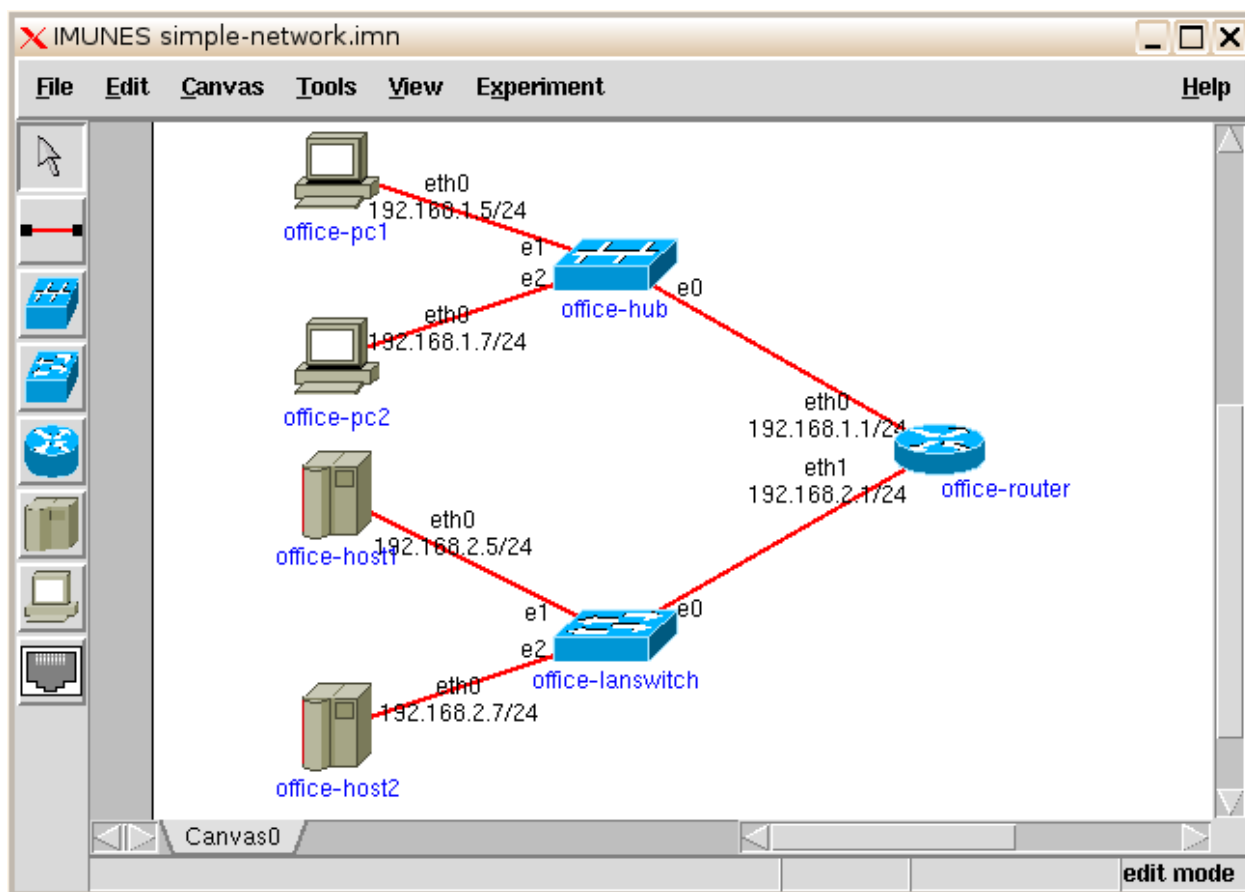 IMUNES simple-network.imn
File Edit Canvas Tools View Experiment Help
eth0
192.168.1.5/24
office-pc1
e1
e2
e0
office-hub
eth0
192.168.1.7/24
office-pc2
eth0
192.168.1.1/24
eth1
192.168.2.1/24
office-router
eth0
192.168.2.5/24
office-host1
e1
e0
e2
office-lanswitch
eth0
192.168.2.7/24
office-host2
Canvas0
edit mode